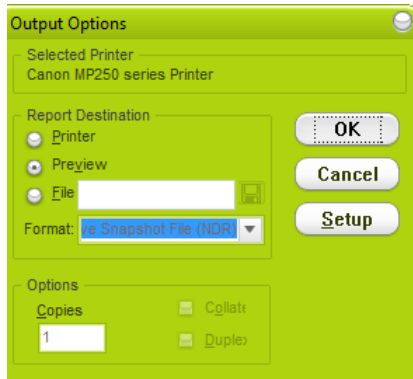 Output Options
Selected Printer
Canon MP250 series Printer
Report Destination
Printer
Preview
File
Format: ve Snapshot File (NDR)
OK
Cancel
Setup
Options
Copies
1
Collate
Duplex